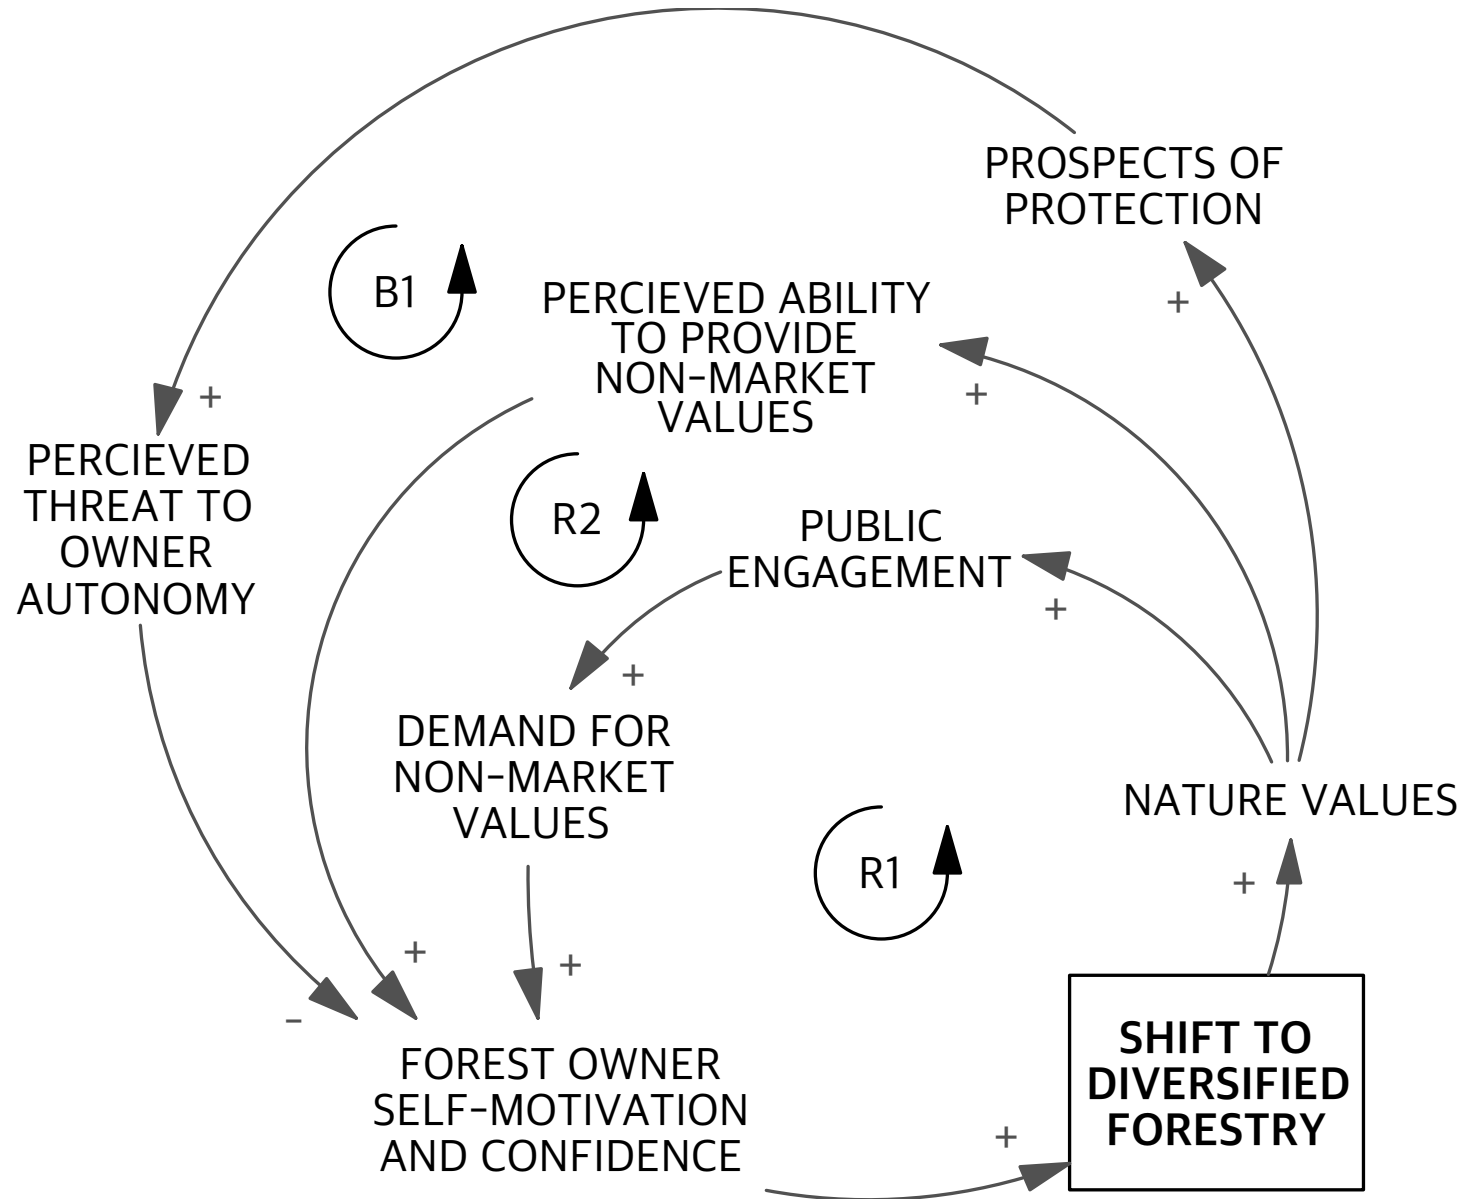 PROSPECTS OF
PROTECTION
+
B1
PERCIEVED ABILITY
TO PROVIDE
NON-MARKET
VALUES
+
+
PERCIEVED
THREAT TO
OWNER
AUTONOMY
R2
PUBLIC
ENGAGEMENT
+
+
DEMAND FOR
NON-MARKET
VALUES
NATURE VALUES
R1
+
+
+
-
FOREST OWNER
SELF-MOTIVATION
AND CONFIDENCE
+
SHIFT TO
DIVERSIFIED
FORESTRY